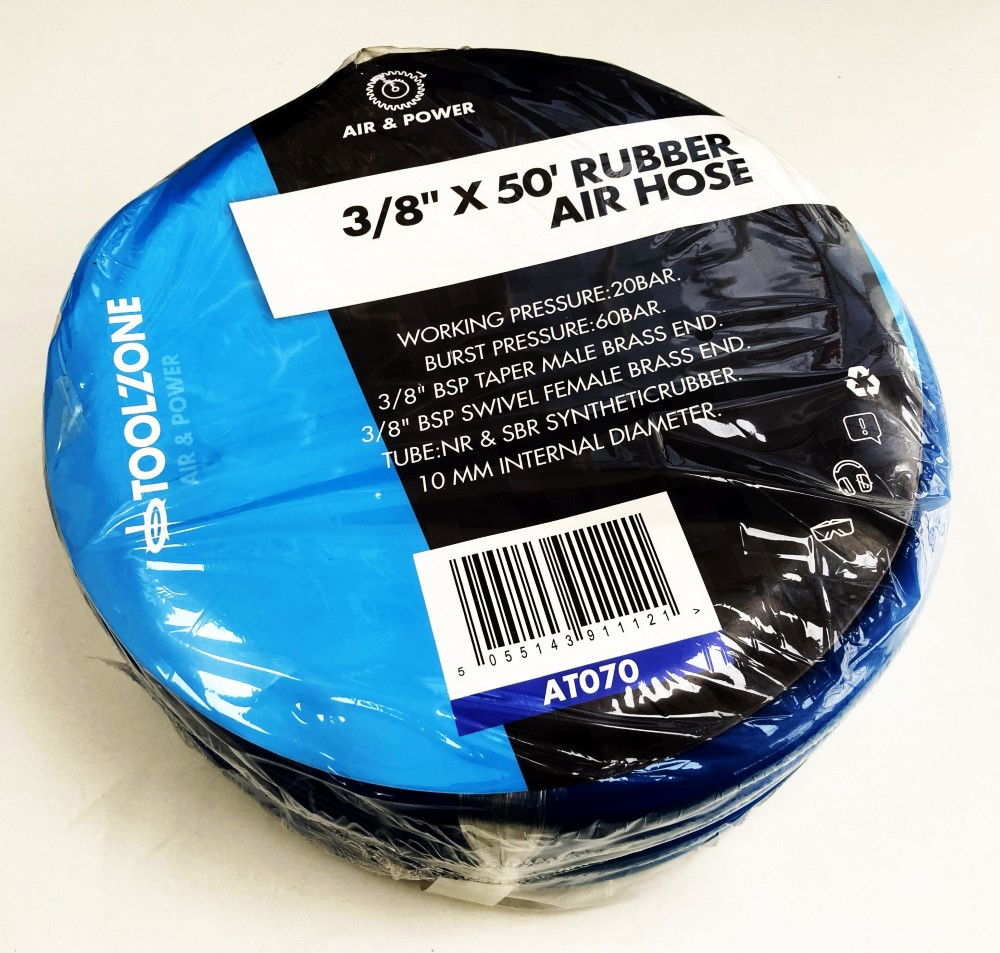 AIR & POWER
3/8" X 50' RUBBER
AIR HOSE
WORKING PRESSURE:20BAR.
BURST PRESSURE:60BAR.
3/8" BSP TAPER MALE BRASS END.
3/8" BSP SWIVEL FEMALE BRASS END.
TUBE:NR & SBR SYNTHETICRUBBER.
10 MM INTERNAL DIAMETER.
TOOLZONE
AIR & POWER
5 055143 911121 >
AT070